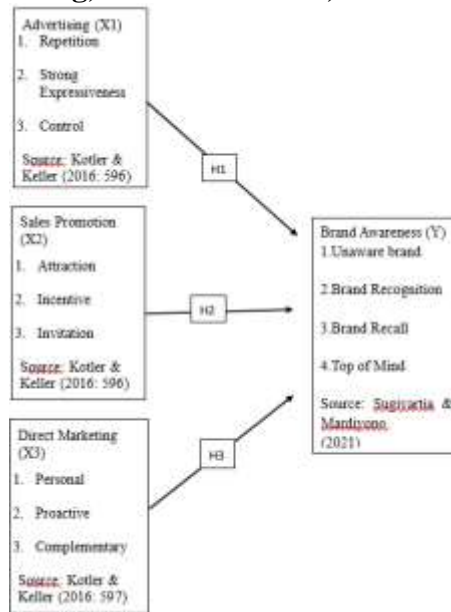 Advertising (X1)
1. Repetition
2. Strong
Expressiveness
3. Control
Source: Kotler &
Keller (2016: 596)
H1
Sales Promotion
(X2)
1. Attraction
2. Incentive
3. Invitation
Source: Kotler &
Keller (2016: 596)
H2
Direct Marketing
(X3)
1. Personal
2. Proactive
3. Complementary
Source: Kotler &
Keller (2016: 597)
H3
Brand Awareness (Y)
1.Unaware brand
2.Brand Recognition
3.Brand Recall
4.Top of Mind
Source: &
Mardiyono
(2021)